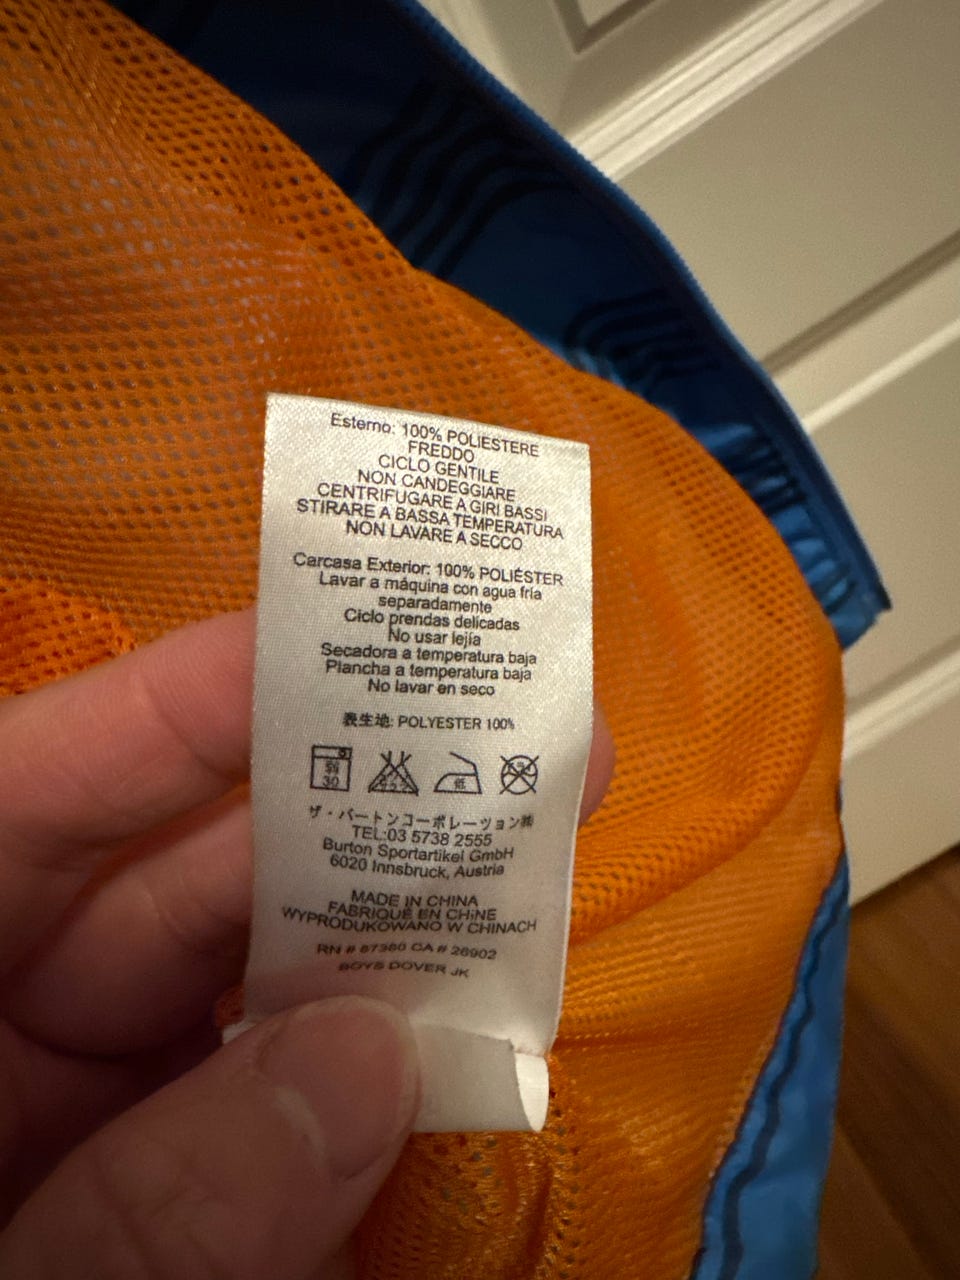 Esterno: 100% POLIESTERE
FREDDO
CICLO GENTILE
NON CANDEGGIARE
CENTRIFUGARE A GIRI BASSI
STIRARE A BASSA TEMPERATURA
NON LAVARE A SECCO
Carcasa Exterior: 100% POLIÉSTER
Lavar a máquina con agua fría
separadamente
Ciclo prendas delicadas
No usar lejía
Secadora a temperatura baja
Plancha a temperatura baja
No lavar en seco
表生地: POLYESTER 100%
30
低
ザ・バートンコーポレーション㈱
TEL:03 5738 2555
Burton Sportartikel GmbH
6020 Innsbruck, Austria
MADE IN CHINA
FABRIQUÉ EN CHINE
WYPRODUKOWANO W CHINACH
RN # 87380 CA # 26902
BOYS DOVER JK